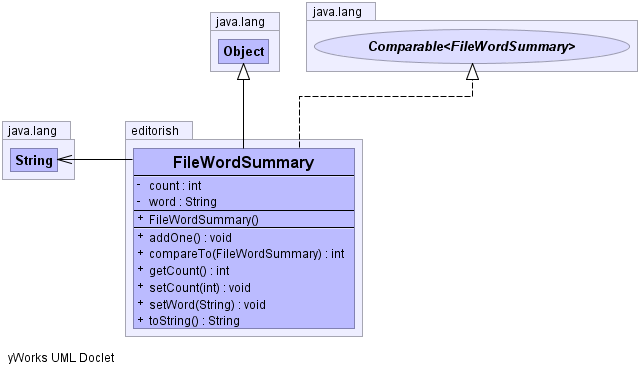 java.lang
Object
java.lang
Comparable<FileWordSummary>
java.lang
String
editorish
FileWordSummary
- count : int
- word : String
+ FileWordSummary()
+ addOne() : void
+ compareTo(FileWordSummary) : int
+ getCount() : int
+ setCount(int) : void
+ setWord(String) : void
+ toString() : String
yWorks UML Doclet